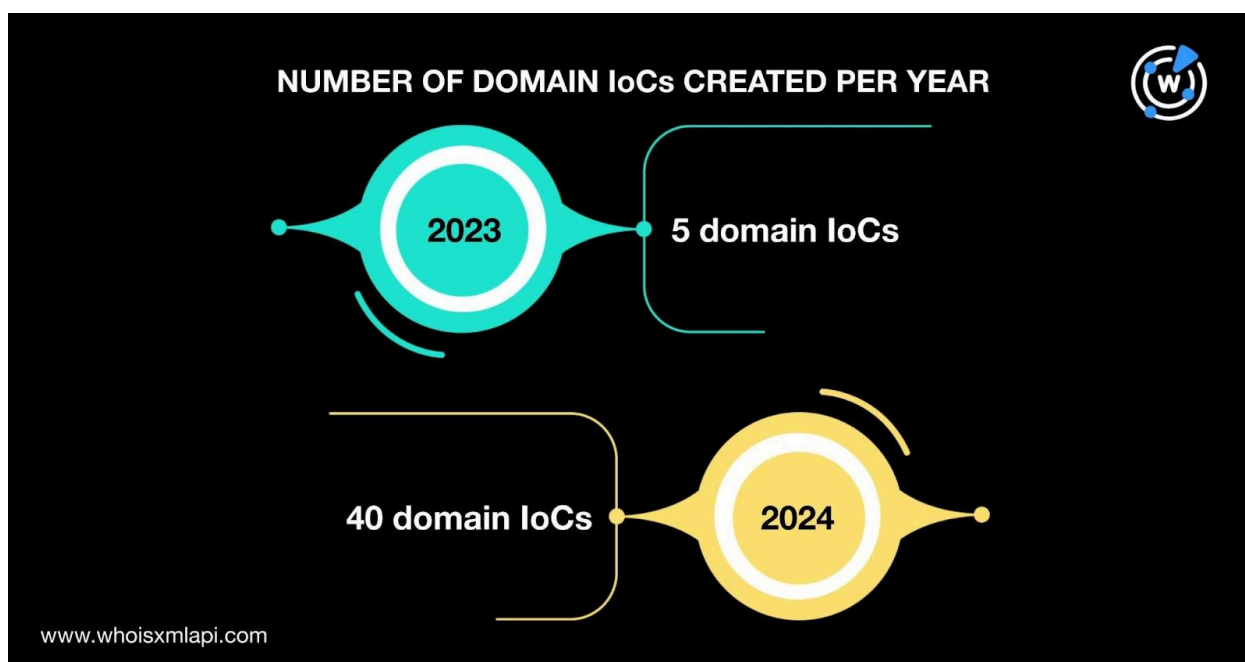 NUMBER OF DOMAIN IoCs CREATED PER YEAR
W
2023
5 domain IoCs
40 domain IoCs
2024
www.whoisxmlapi.com